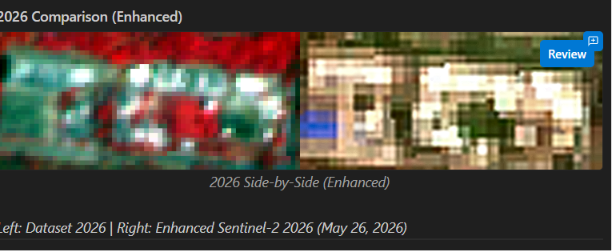 2026 Comparison (Enhanced)
Review
2026 Side-by-Side (Enhanced)
Left: Dataset 2026 | Right: Enhanced Sentinel-2 2026 (May 26, 2026)